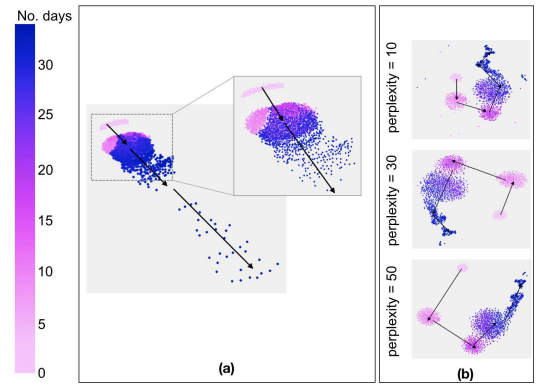 No. days
30
25
20
15
10
5
0
(a)
perplexity = 10
perplexity = 30
perplexity = 50
(b)